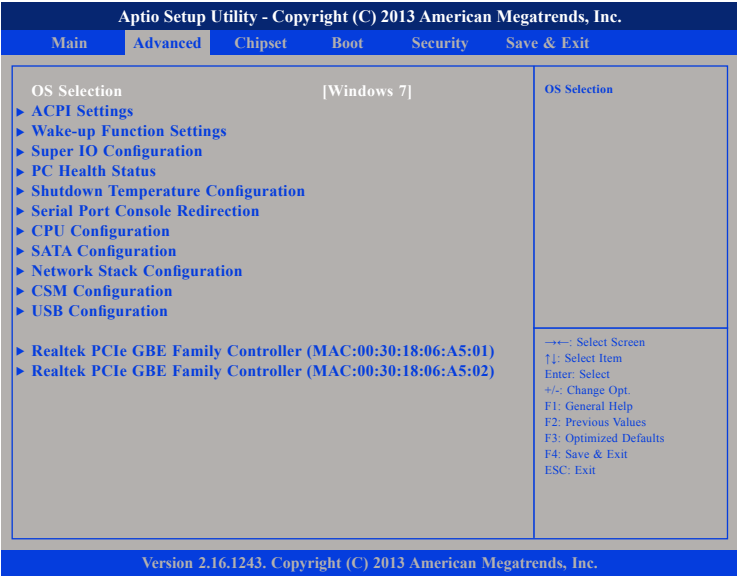 Aptio Setup Utility - Copyright (C) 2013 American Megatrends, Inc.
Main Advanced Chipset Boot Security Save & Exit
OS Selection [Windows 7]
► ACPI Settings
► Wake-up Function Settings
► Super IO Configuration
► PC Health Status
► Shutdown Temperature Configuration
► Serial Port Console Redirection
► CPU Configuration
► SATA Configuration
► Network Stack Configuration
► CSM Configuration
► USB Configuration
► Realtek PCIe GBE Family Controller (MAC:00:30:18:06:A5:01)
► Realtek PCIe GBE Family Controller (MAC:00:30:18:06:A5:02)
OS Selection
→←: Select Screen
↑↓: Select Item
Enter: Select
+/-: Change Opt.
F1: General Help
F2: Previous Values
F3: Optimized Defaults
F4: Save & Exit
ESC: Exit
Version 2.16.1243. Copyright (C) 2013 American Megatrends, Inc.